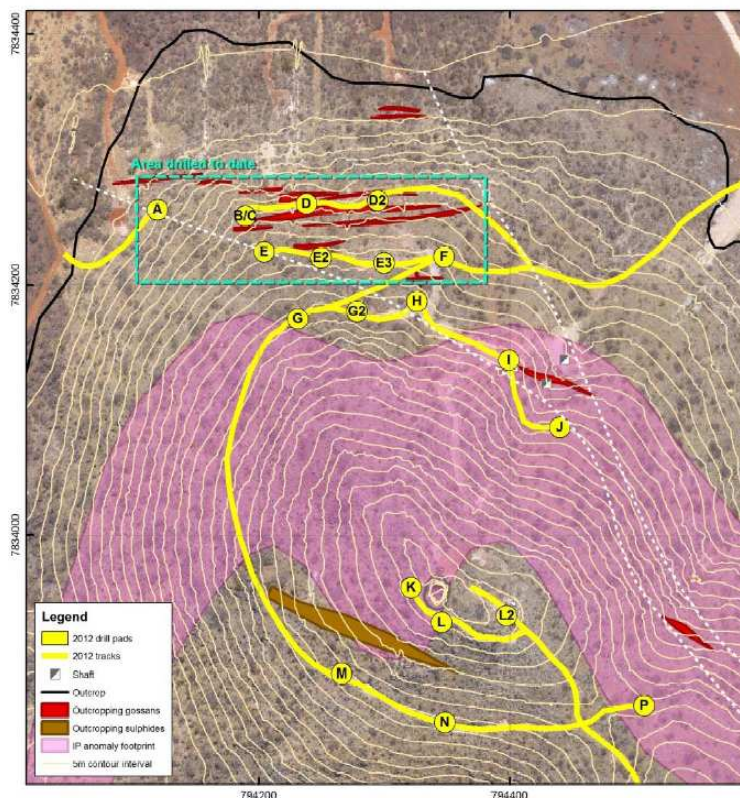 7834400
7834200
7834000
794200
794400
Area drilled to date
A
B/C
D
D2
E
E2
E3
F
G
G2
H
I
J
K
L
L2
M
N
P
Legend
2012 drill pads
2012 tracks
Shaft
Outcrop
Outcropping gossans
Outcropping sulphides
IP anomaly footprint
5m contour interval